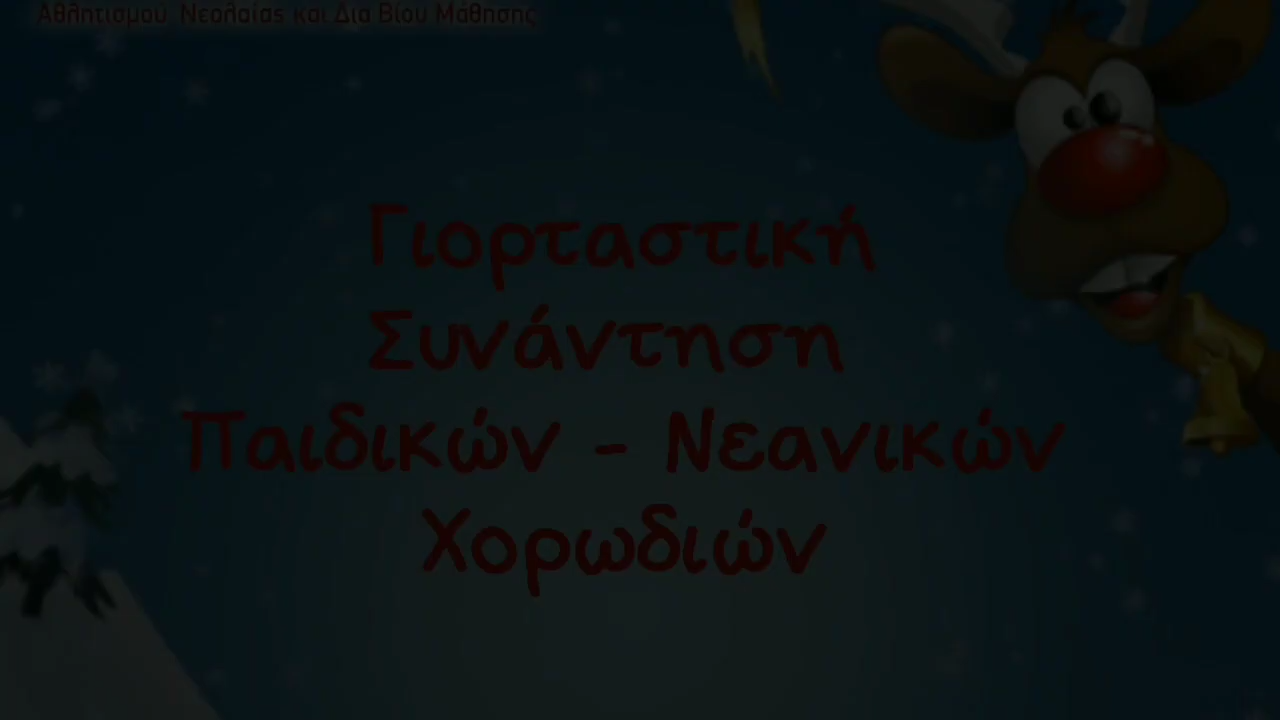 Αθλητισμού Νεολαίας και Δια Βίου Μάθησης
Γιορταστική
Συνάντηση
Παιδικών - Νεανικών
Χορωδιών